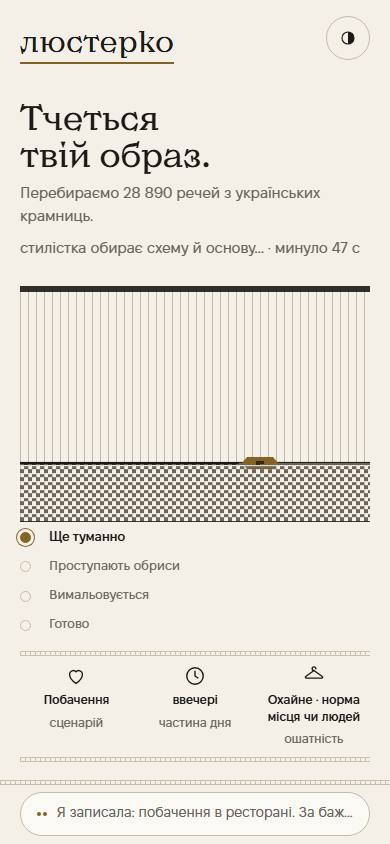 люстерко
Тчеться
твій образ.
Перебираємо 28 890 речей з українських
крамниць.
стилістка обирає схему й основу… · минуло 47 с
Ще туманно
Проступають обриси
Вимальовується
Готово
Побачення
сценарій
ввечері
частина дня
Охайне · норма
місця чи людей
ошатність
Я записала: побачення в ресторані. За баж…